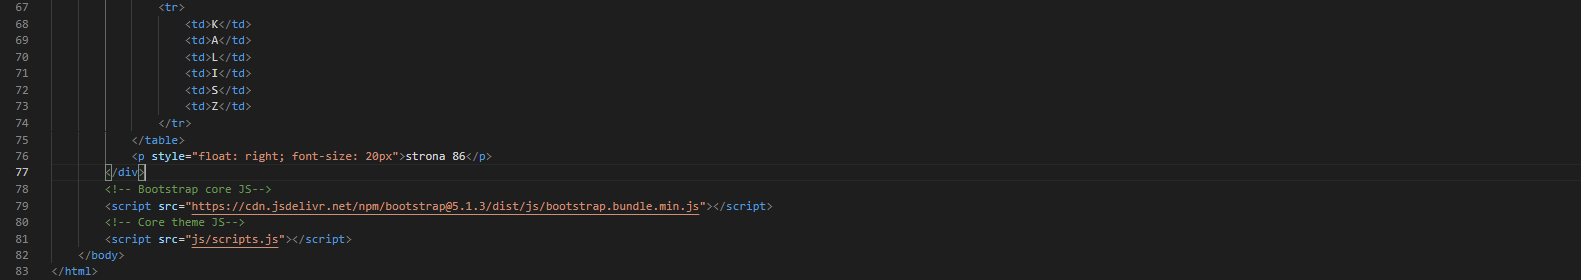 67 <tr>
68 <td>K</td>
69 <td>A</td>
70 <td>L</td>
71 <td>I</td>
72 <td>S</td>
73 <td>Z</td>
74 </tr>
75 </table>
76 <p style="float: right; font-size: 20px">strona 86</p>
77 </div>
78 <!-- Bootstrap core JS-->
79 <script src="https://cdn.jsdelivr.net/npm/bootstrap@5.1.3/dist/js/bootstrap.bundle.min.js"></script>
80 <!-- Core theme JS-->
81 <script src="js/scripts.js"></script>
82 </body>
83 </html>